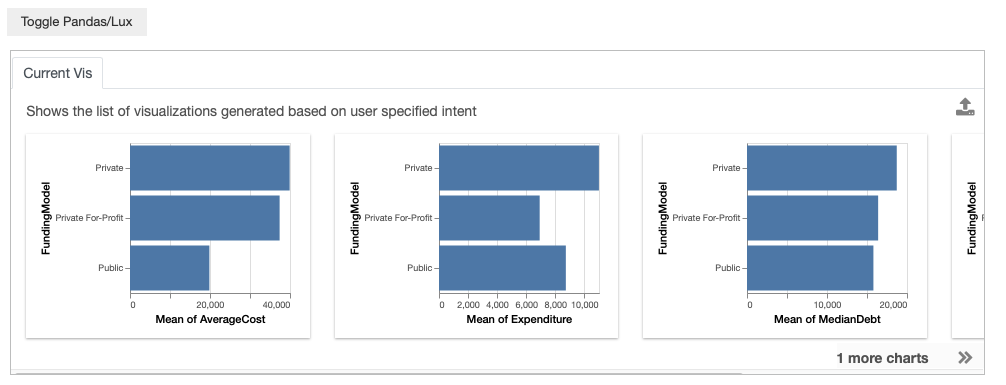 Toggle Pandas/Lux
Current Vis
Shows the list of visualizations generated based on user specified intent
FundingModel
Private
Private For-Profit
Public
0 20,000 40,000
Mean of AverageCost
FundingModel
Private
Private For-Profit
Public
0 2,000 4,000 6,000 8,000 10,000
Mean of Expenditure
FundingModel
Private
Private For-Profit
Public
0 10,000 20,000
Mean of MedianDebt
FundingModel
1 more charts